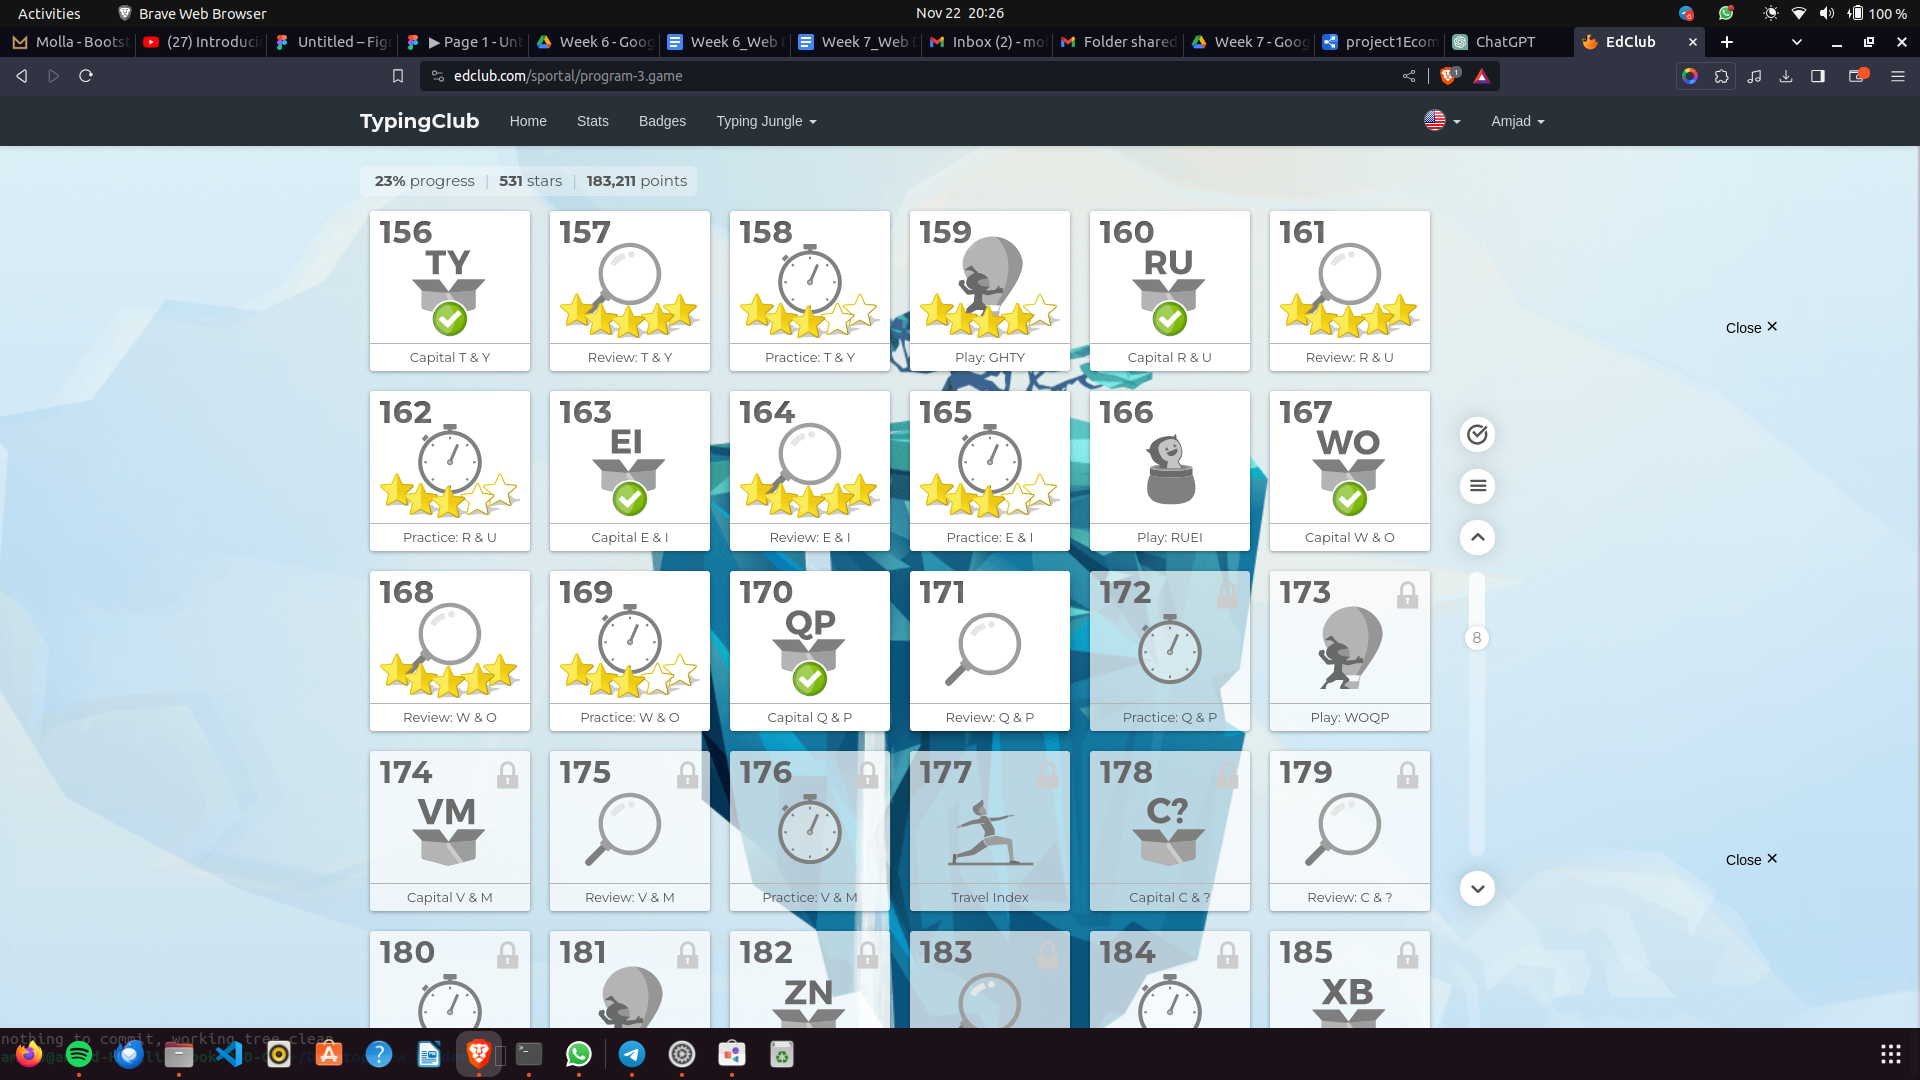 Activities
Brave Web Browser
Nov 22 20:26
100 %
Molla - Bootst
(27) Introduci
Untitled – Fig
▶ Page 1 - Unt
Week 6 - Goog
Week 6_Web
Week 7_Web
Inbox (2) - mo
Folder shared
Week 7 - Goog
project1Ecom
ChatGPT
EdClub
edclub.com/sportal/program-3.game
1
TypingClub
Home
Stats
Badges
Typing Jungle
Amjad
23% progress | 531 stars | 183,211 points
156 157 158 159 160 161
TY RU
Capital T & Y
Review: T & Y
Practice: T & Y
Play: GHTY
Capital R & U
Review: R & U
Close ✕
162 163 164 165 166 167
EI WO
Practice: R & U
Capital E & I
Review: E & I
Practice: E & I
Play: RUEI
Capital W & O
168 169 170 171 172 173
QP
8
Review: W & O
Practice: W & O
Capital Q & P
Review: Q & P
Practice: Q & P
Play: WOQP
174 175 176 177 178 179
VM C?
Capital V & M
Review: V & M
Practice: V & M
Travel Index
Capital C & ?
Review: C & ?
Close ✕
180 181 182 183 184 185
ZN XB
nothing to commit, working tree clean